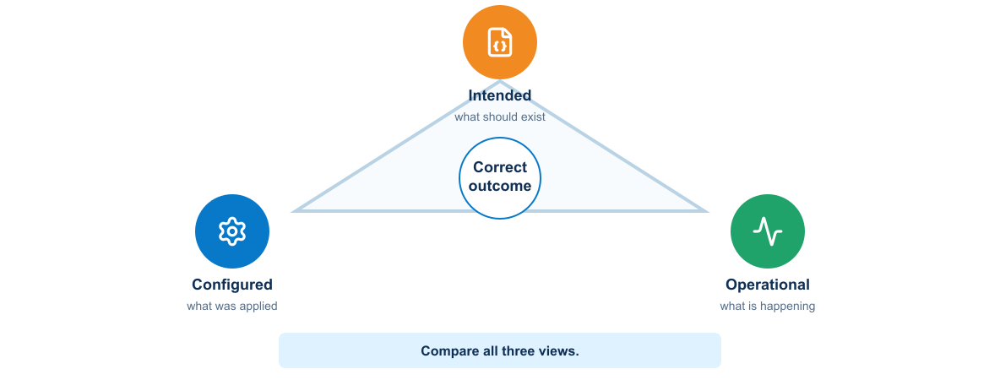 Intended
what should exist
Correct
outcome
Configured
what was applied
Operational
what is happening
Compare all three views.